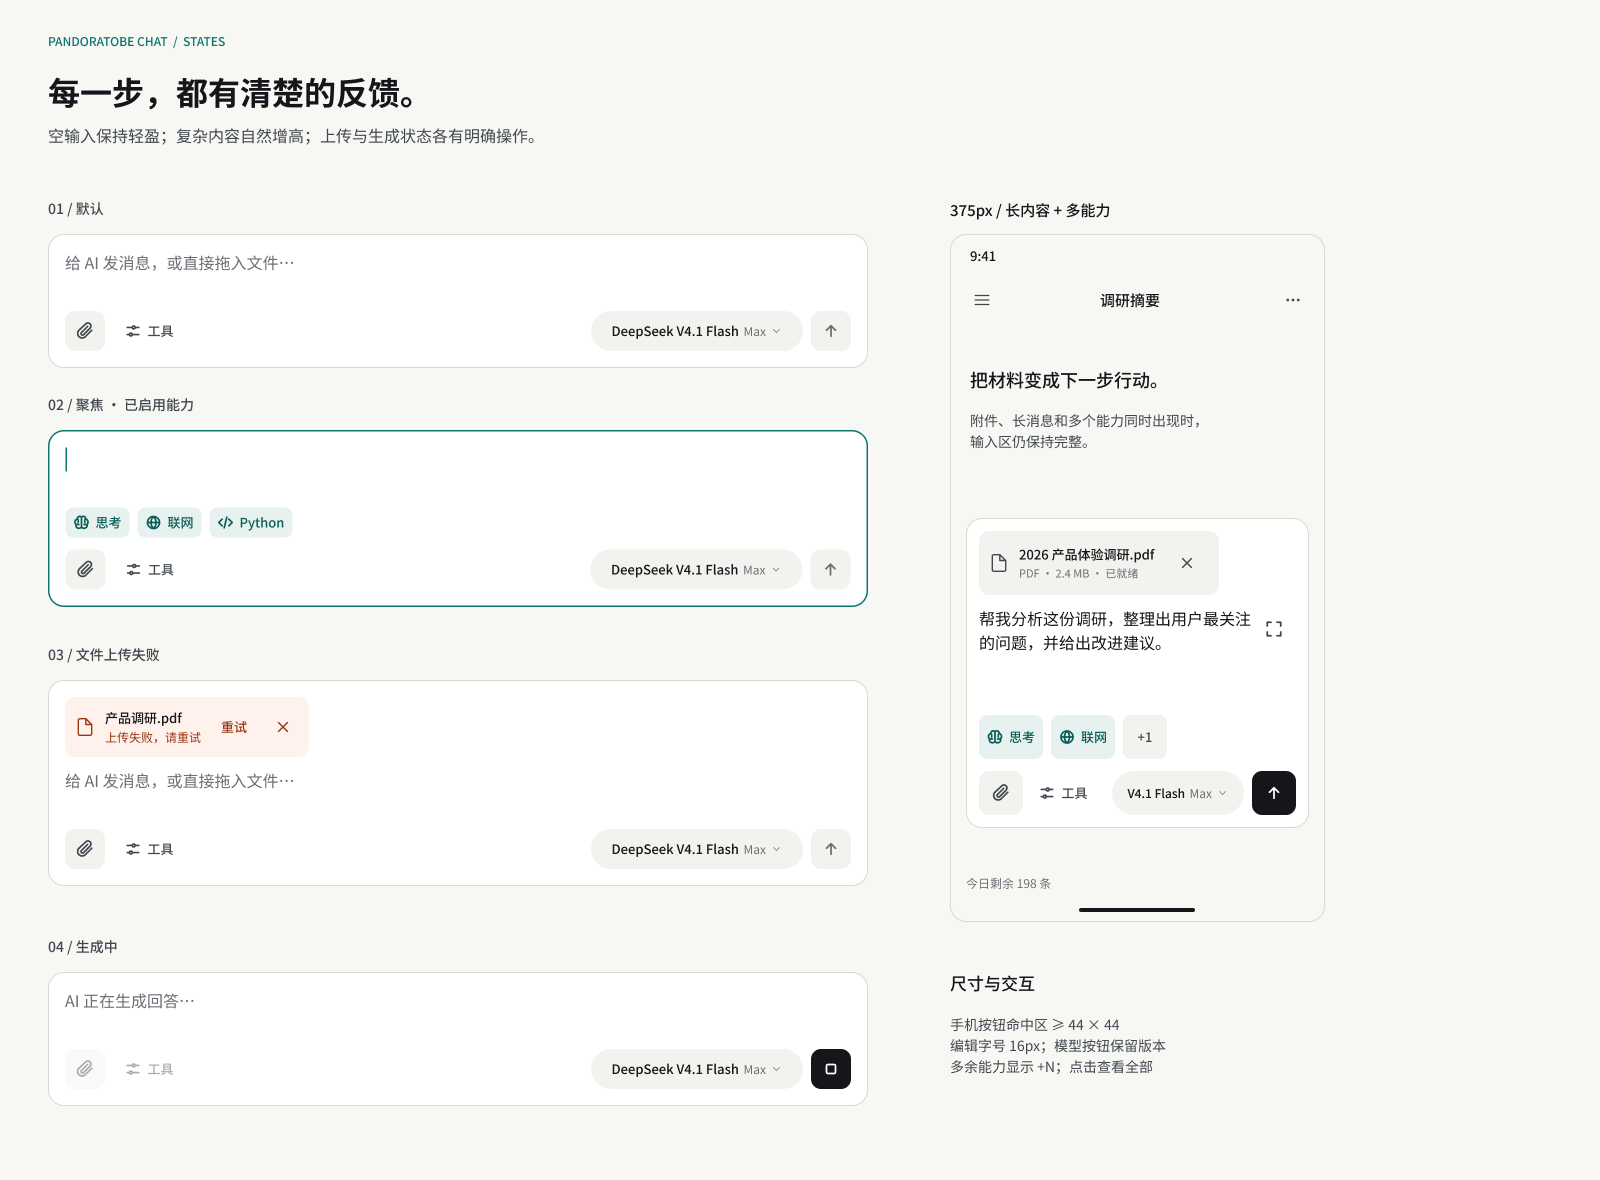 PANDORATOBE CHAT / STATES
每一步，都有清楚的反馈。
空输入保持轻盈；复杂内容自然增高；上传与生成状态各有明确操作。
01 / 默认
给 AI 发消息，或直接拖入文件…
工具
DeepSeek V4.1 Flash Max
02 / 聚焦 · 已启用能力
思考 联网 Python
工具
DeepSeek V4.1 Flash Max
03 / 文件上传失败
产品调研.pdf
上传失败，请重试
重试
给 AI 发消息，或直接拖入文件…
工具
DeepSeek V4.1 Flash Max
04 / 生成中
AI 正在生成回答…
工具
DeepSeek V4.1 Flash Max
375px / 长内容 + 多能力
9:41
调研摘要
把材料变成下一步行动。
附件、长消息和多个能力同时出现时，
输入区仍保持完整。
2026 产品体验调研.pdf
PDF · 2.4 MB · 已就绪
帮我分析这份调研，整理出用户最关注
的问题，并给出改进建议。
思考 联网 +1
工具
V4.1 Flash Max
今日剩余 198 条
尺寸与交互
手机按钮命中区 ≥ 44 × 44
编辑字号 16px；模型按钮保留版本
多余能力显示 +N；点击查看全部